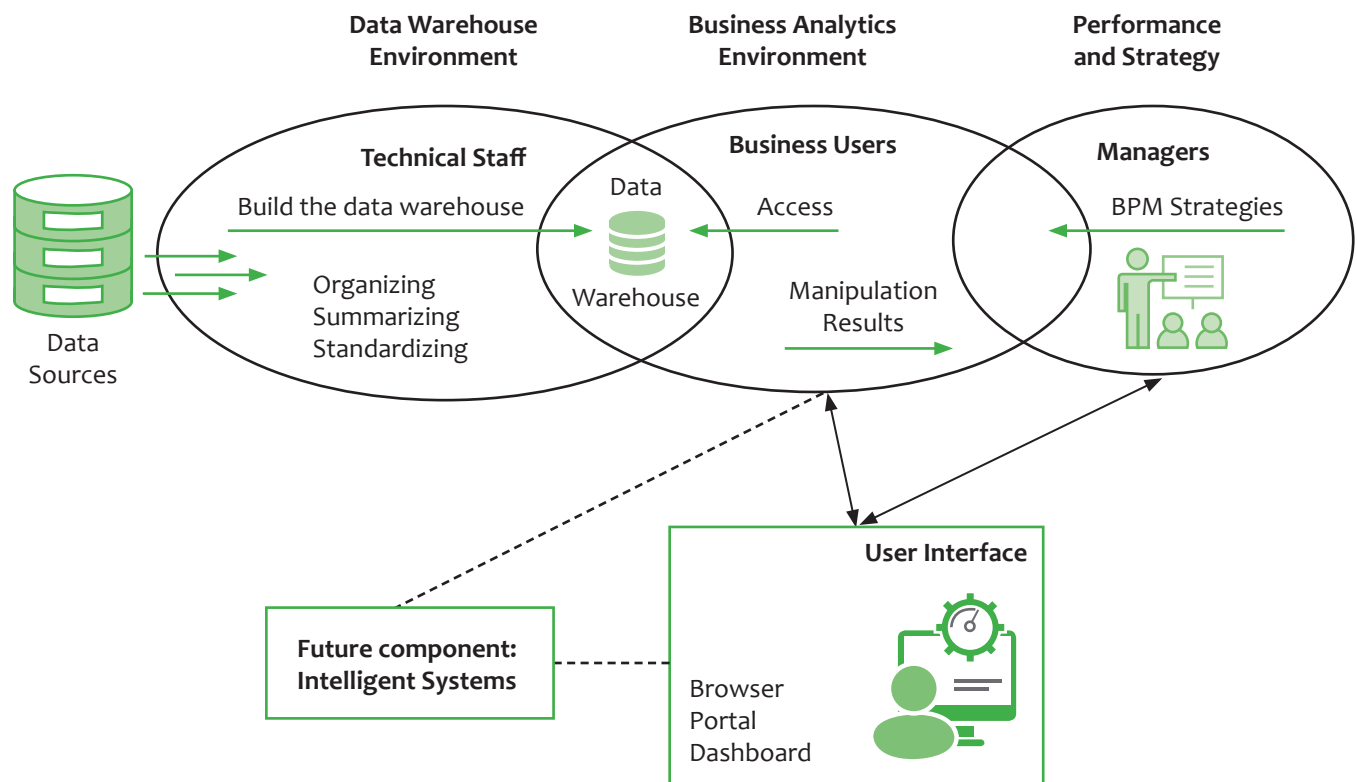 Data Warehouse
Environment
Business Analytics
Environment
Performance
and Strategy
Technical Staff
Business Users
Managers
Build the data warehouse
Data
Warehouse
Access
BPM Strategies
Organizing
Summarizing
Standardizing
Manipulation
Results
Data
Sources
User Interface
Future component:
Intelligent Systems
Browser
Portal
Dashboard